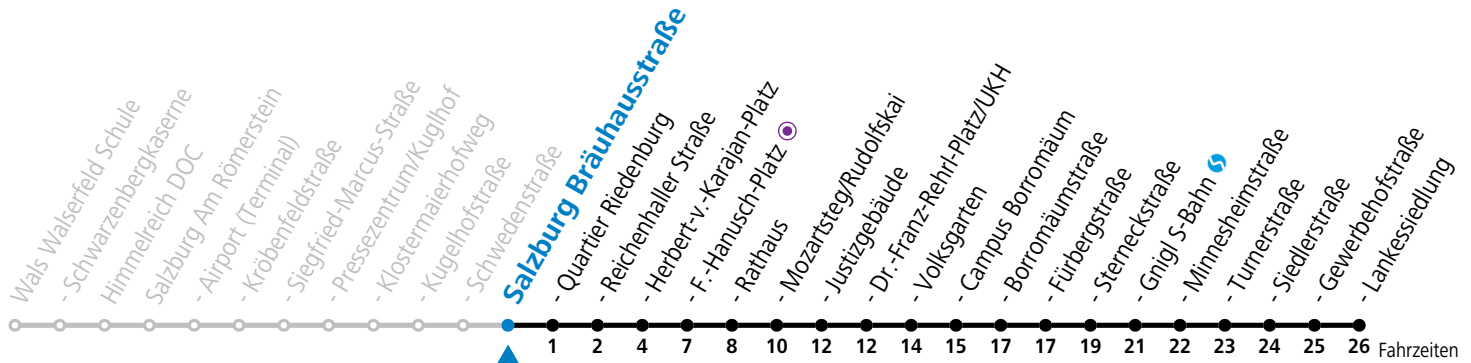 Wals Walserfeld Schule
- Schwarzenbergkaserne
Himmelreich DOC
Salzburg Am Römerstein
- Airport (Terminal)
- Kröbenfeldstraße
- Siegfried-Marcus-Straße
- Pressezentrum/Kuglhof
- Klostermaierhofweg
- Kugelhofstraße
- Schwedenstraße
Salzburg Bräuhausstraße
- Quartier Riedenburg
- Reichenhaller Straße
- Herbert-v.-Karajan-Platz
- F.-Hanusch-Platz
- Rathaus
- Mozartsteg/Rudolfskai
- Justizgebäude
- Dr.-Franz-Rehrl-Platz/UKH
- Volksgarten
- Campus Borromäum
- Borromäumstraße
- Fürbergstraße
- Sterneckstraße
- Gnigl S-Bahn
- Minnesheimstraße
- Turnerstraße
- Siedlerstraße
- Gewerbehofstraße
- Lankessiedlung
1 2 4 7 8 10 12 12 14 15 17 17 19 21 22 23 24 25 26 Fahrzeiten